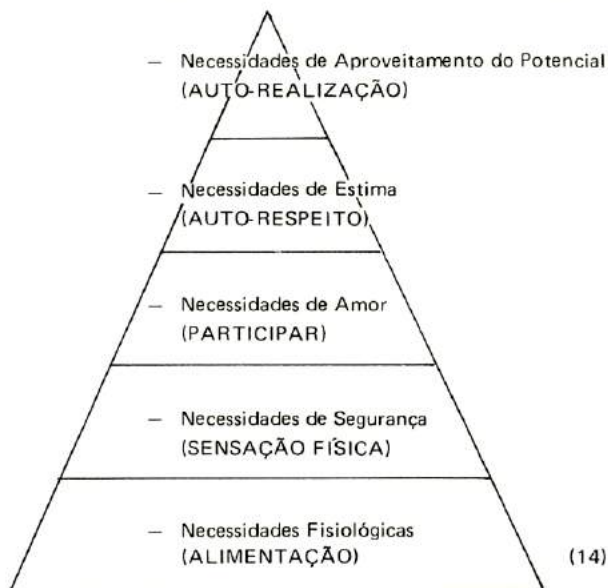 — Necessidades de Aproveitamento do Potencial
(AUTO-REALIZAÇÃO)
— Necessidades de Estima
(AUTO-RESPEITO)
— Necessidades de Amor
(PARTICIPAR)
— Necessidades de Segurança
(SENSAÇÃO FÍSICA)
— Necessidades Fisiológicas
(ALIMENTAÇÃO) (14)